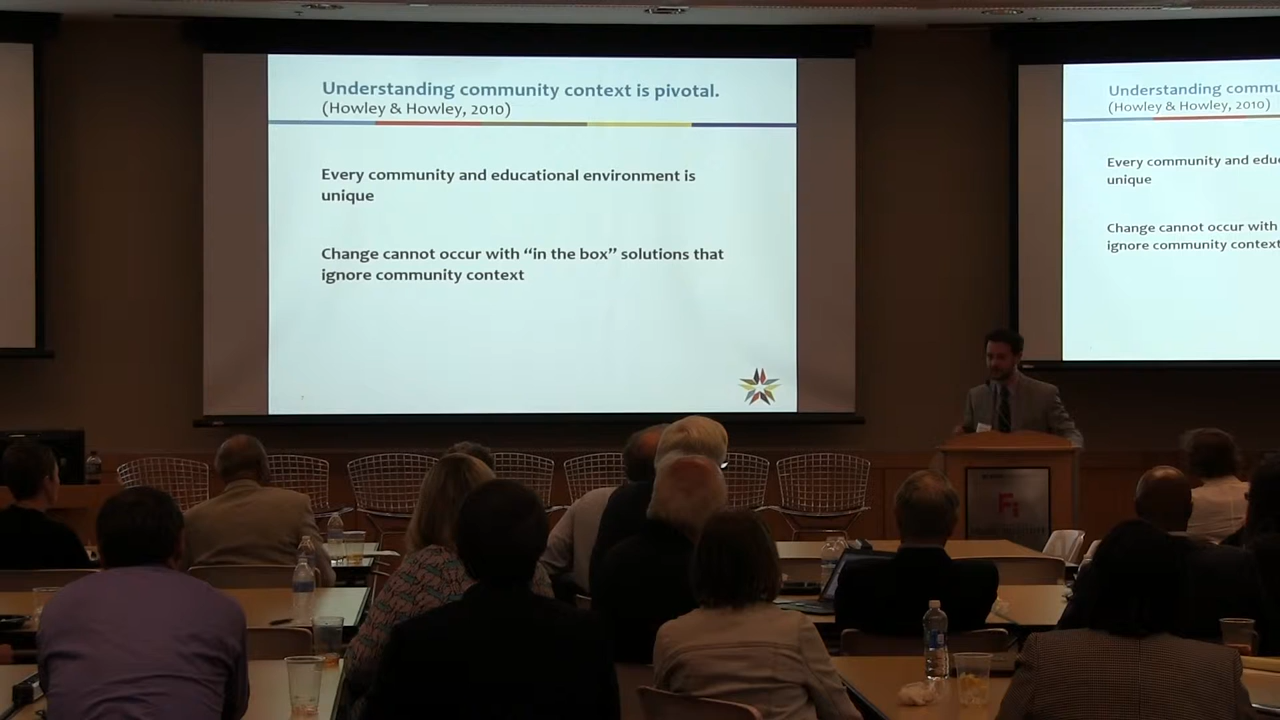 Understanding community context is pivotal.
(Howley & Howley, 2010)
Every community and educational environment is
unique
Change cannot occur with “in the box” solutions that
ignore community context
7
Understanding commu
(Howley & Howley, 2010)
Every community and educ
unique
Change cannot occur with
ignore community context
Fi